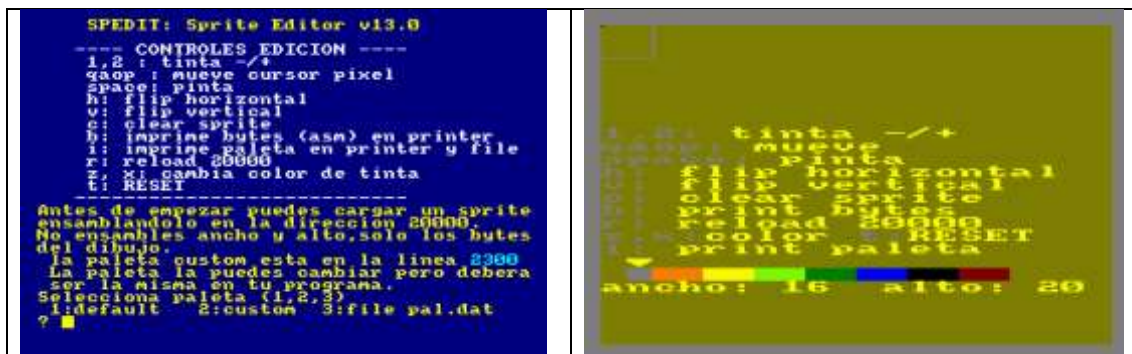 SPEDIT: Sprite Editor v13.0
---- CONTROLES EDICION ----
1,2 : tinta -/+
qaop : mueve cursor pixel
space: pinta
h: flip horizontal
v: flip vertical
c: clear sprite
b: imprime bytes (asm) en printer
i: imprime paleta en printer y file
r: reload 20000
z, x: cambia color de tinta
t: RESET
---------------------------
Antes de empezar puedes cargar un sprite
ensamblandolo en la direccion 20000.
No ensambles ancho y alto,solo los bytes
del dibujo.
la paleta custom esta en la linea 2300
La paleta la puedes cambiar pero debera
ser la misma en tu programa.
Selecciona paleta (1,2,3)
1:default 2:custom 3:file pal.dat
?
1,2: tinta -/+
qaop: mueve
space: pinta
flip horizontal
flip vertical
clear sprite
print bytes
reload 20000
color RESET
print paleta
ancho: 16 alto: 20